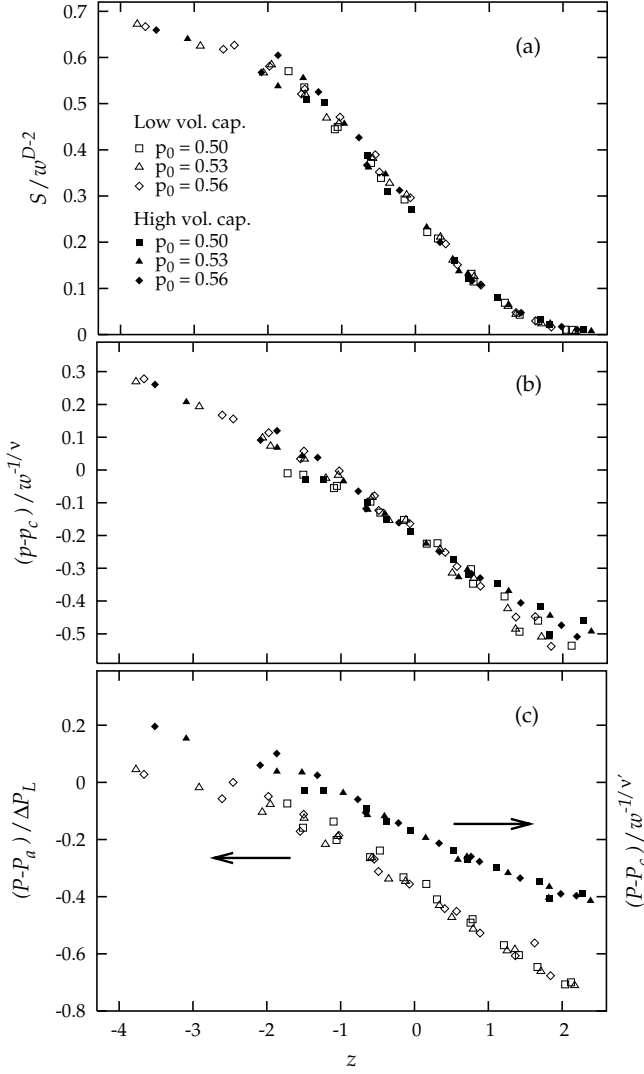 0.7
0.6
0.5
0.4
0.3
0.2
0.1
0
S / w^{D-2}
(a)
Low vol. cap.
p_0 = 0.50
p_0 = 0.53
p_0 = 0.56
High vol. cap.
p_0 = 0.50
p_0 = 0.53
p_0 = 0.56
0.3
0.2
0.1
0
-0.1
-0.2
-0.3
-0.4
-0.5
(p-p_c) / w^{-1/ν}
(b)
0.2
0
-0.2
-0.4
-0.6
-0.8
(P-P_a) / ΔP_L
(c)
(P-P_c) / w^{-1/ν'}
-4 -3 -2 -1 0 1 2
z